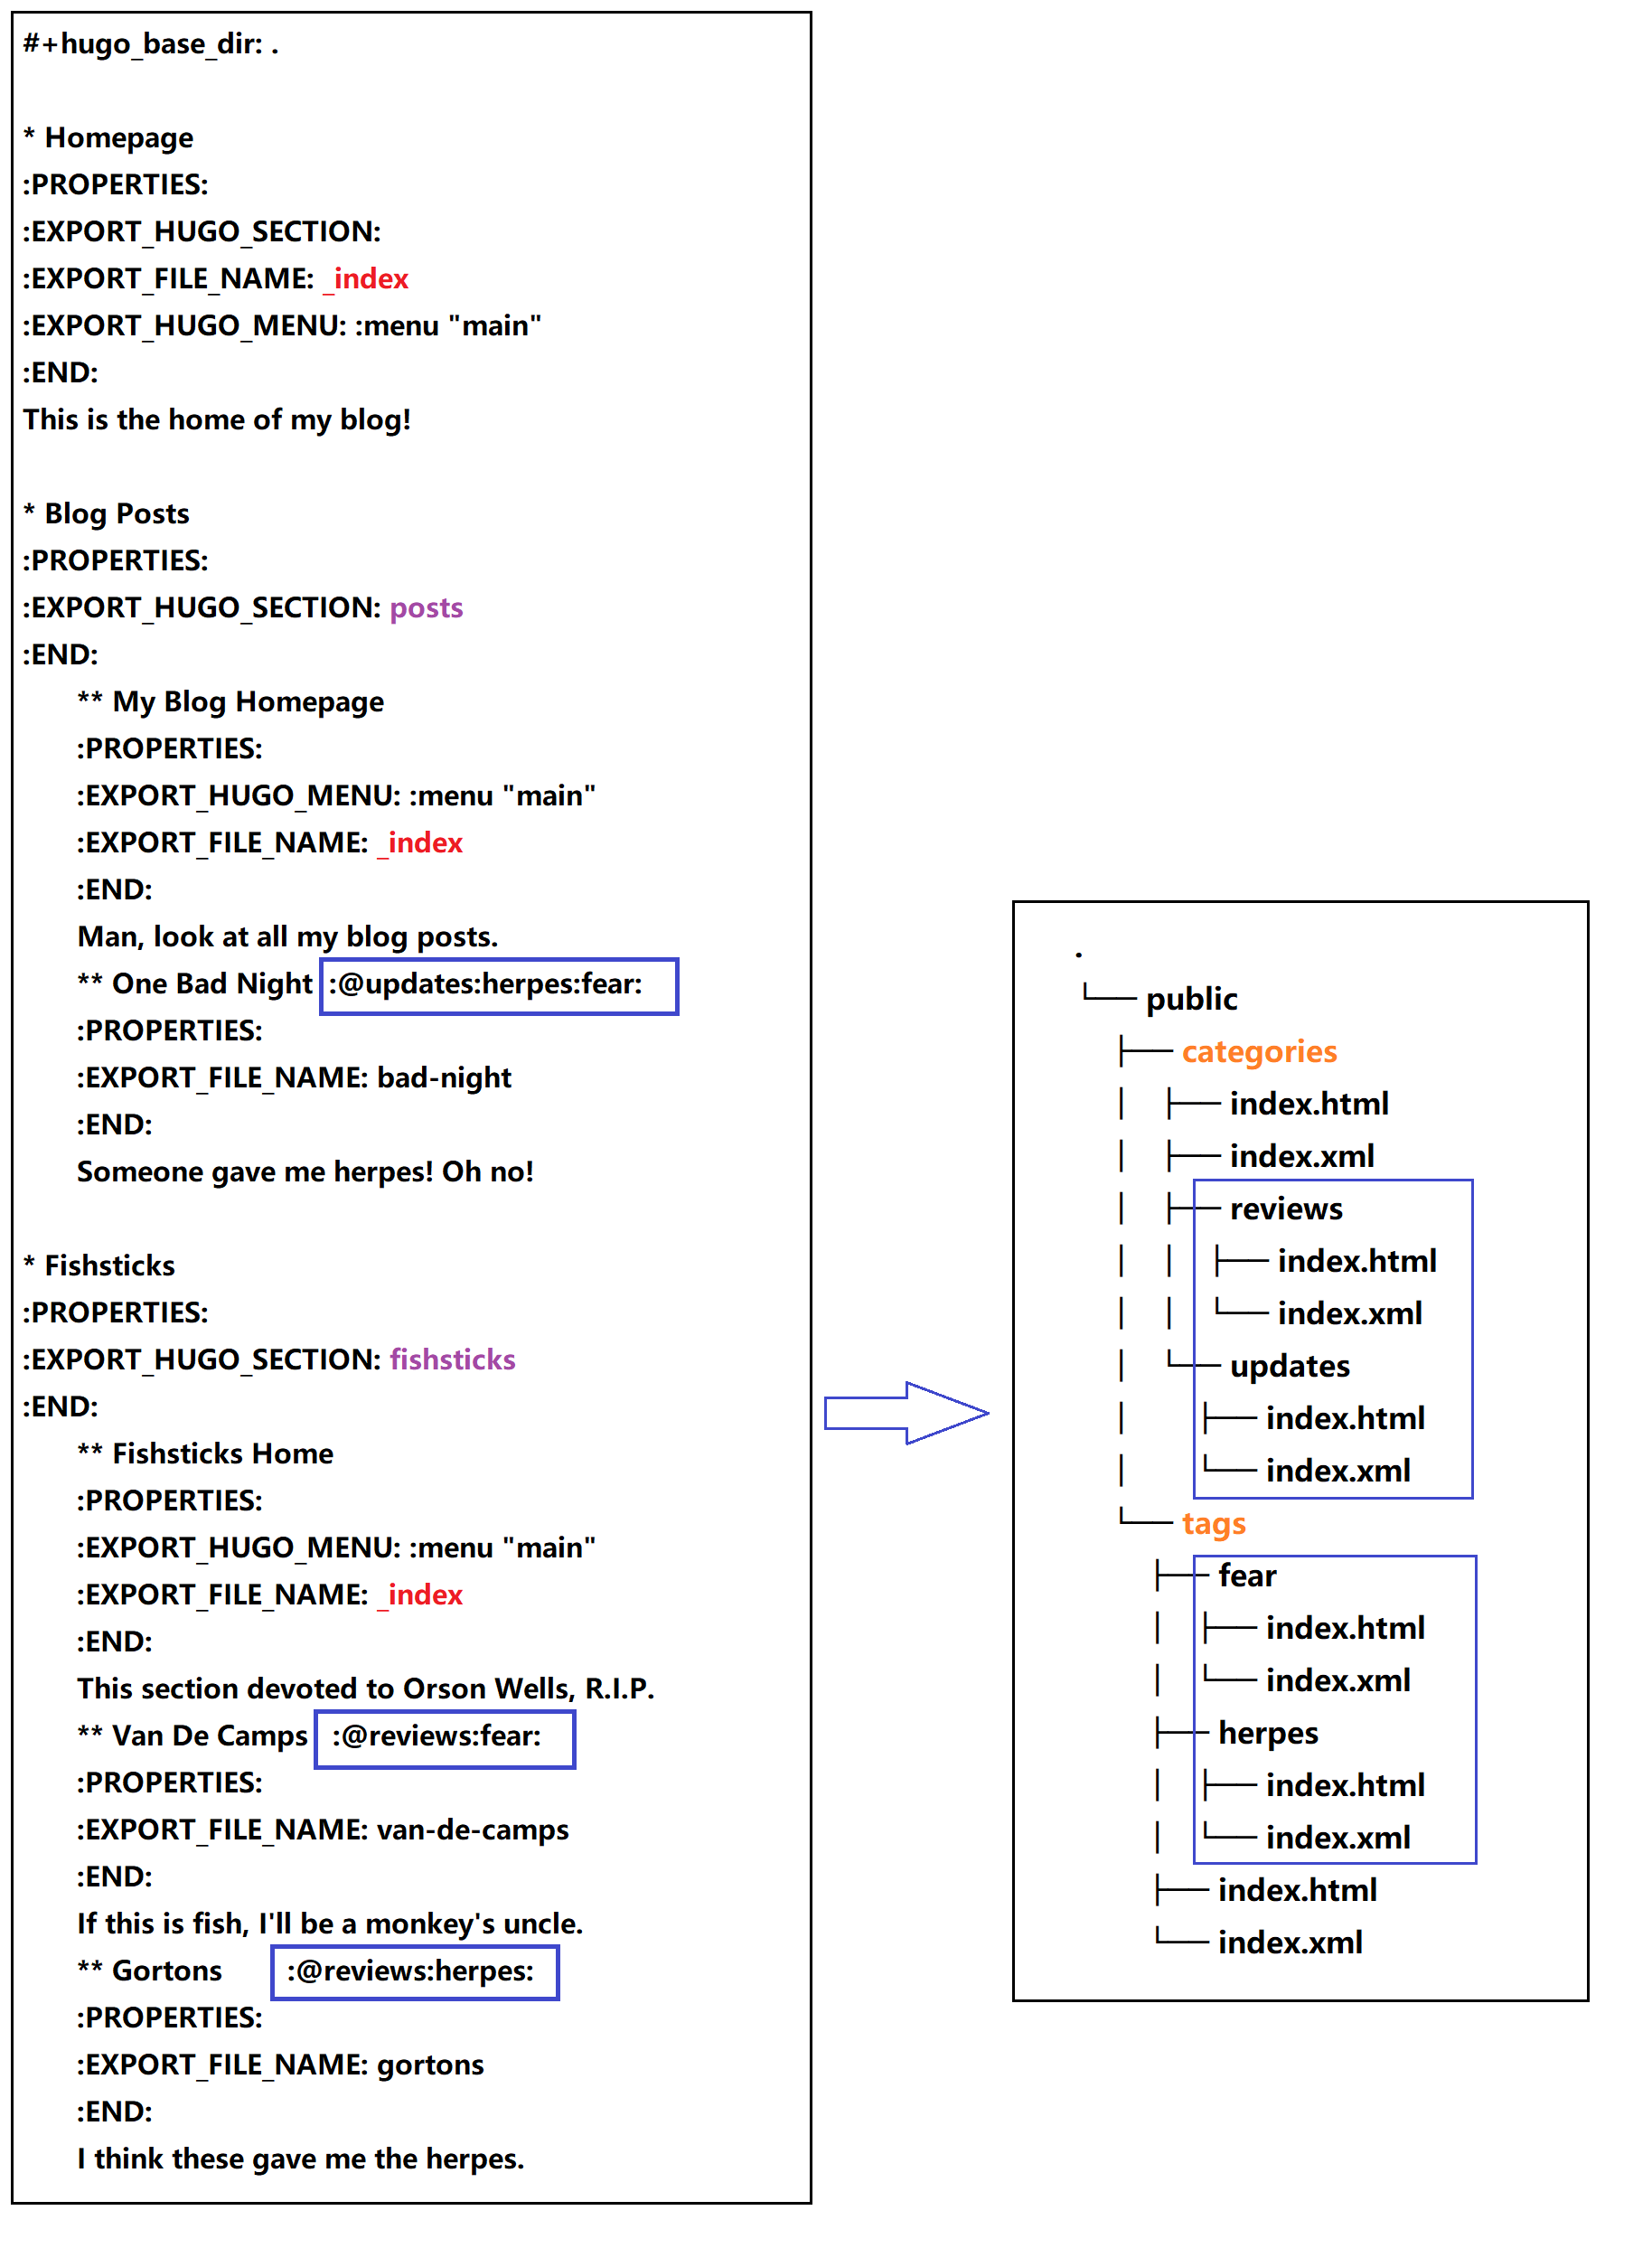 #+hugo_base_dir: .
* Homepage
:PROPERTIES:
:EXPORT_HUGO_SECTION:
:EXPORT_FILE_NAME: _index
:EXPORT_HUGO_MENU: :menu "main"
:END:
This is the home of my blog!
* Blog Posts
:PROPERTIES:
:EXPORT_HUGO_SECTION: posts
:END:
** My Blog Homepage
:PROPERTIES:
:EXPORT_HUGO_MENU: :menu "main"
:EXPORT_FILE_NAME: _index
:END:
Man, look at all my blog posts.
** One Bad Night :@updates:herpes:fear:
:PROPERTIES:
:EXPORT_FILE_NAME: bad-night
:END:
Someone gave me herpes! Oh no!
* Fishsticks
:PROPERTIES:
:EXPORT_HUGO_SECTION: fishsticks
:END:
** Fishsticks Home
:PROPERTIES:
:EXPORT_HUGO_MENU: :menu "main"
:EXPORT_FILE_NAME: _index
:END:
This section devoted to Orson Wells, R.I.P.
** Van De Camps :@reviews:fear:
:PROPERTIES:
:EXPORT_FILE_NAME: van-de-camps
:END:
If this is fish, I'll be a monkey's uncle.
** Gortons :@reviews:herpes:
:PROPERTIES:
:EXPORT_FILE_NAME: gortons
:END:
I think these gave me the herpes.
.
└── public
├── categories
│ ├── index.html
│ ├── index.xml
│ ├── reviews
│ │ ├── index.html
│ │ └── index.xml
│ └── updates
│ ├── index.html
│ └── index.xml
└── tags
├── fear
│ ├── index.html
│ └── index.xml
├── herpes
│ ├── index.html
│ └── index.xml
├── index.html
└── index.xml